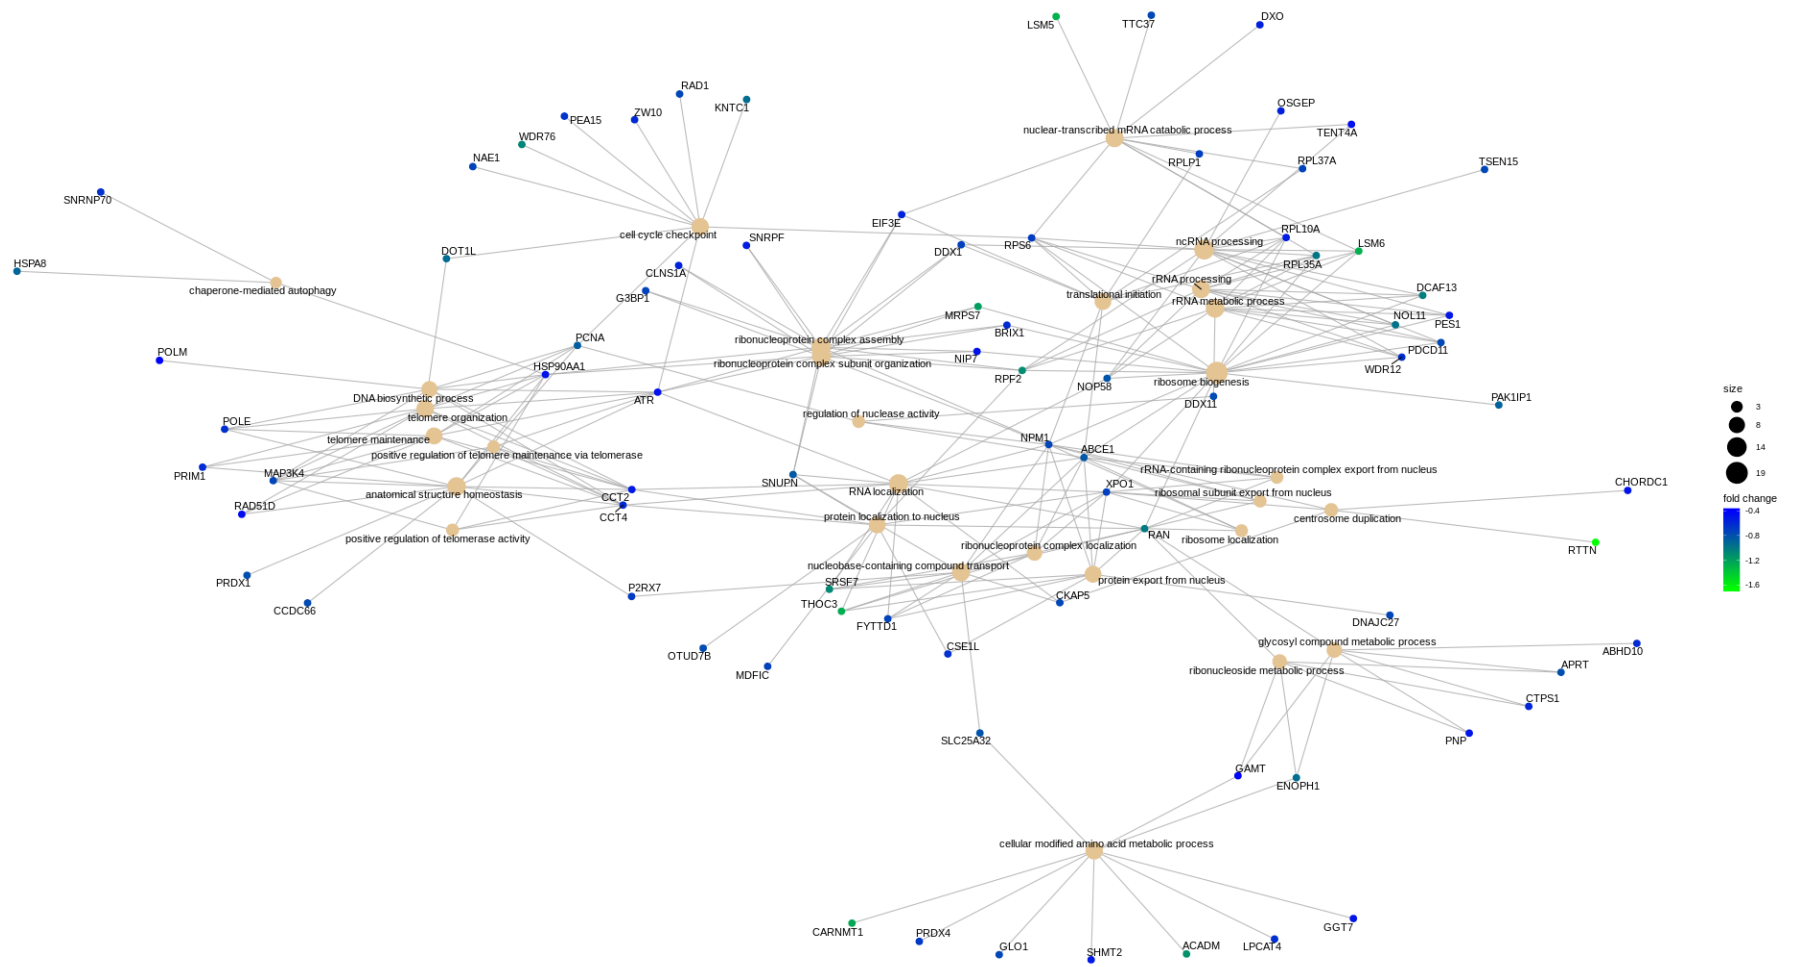 LSM5
TTC37
DXO
RAD1
KNTC1
ZW10
PEA15
OSGEP
WDR76
nuclear-transcribed mRNA catabolic process
TENT4A
NAE1
RPLP1
RPL37A
TSEN15
SNRNP70
EIF3E
cell cycle checkpoint
SNRPF
RPL10A
DOT1L
DDX1
RPS6
ncRNA processing
LSM6
HSPA8
CLNS1A
RPL35A
chaperone-mediated autophagy
G3BP1
translational initiation
rRNA processing
DCAF13
rRNA metabolic process
MRPS7
NOL11
PES1
PCNA
ribonucleoprotein complex assembly
BRIX1
POLM
HSP90AA1
ribonucleoprotein complex subunit organization
NIP7
PDCD11
WDR12
RPF2
NOP58
ribosome biogenesis
DNA biosynthetic process
ATR
DDX11
PAK1IP1
telomere organization
regulation of nuclease activity
POLE
telomere maintenance
NPM1
ABCE1
positive regulation of telomere maintenance via telomerase
PRIM1
MAP3K4
SNUPN
rRNA-containing ribonucleoprotein complex export from nucleus
XPO1
anatomical structure homeostasis
CCT2
RNA localization
ribosomal subunit export from nucleus
CHORDC1
RAD51D
CCT4
protein localization to nucleus
centrosome duplication
positive regulation of telomerase activity
RAN
ribosome localization
ribonucleoprotein complex localization
RTTN
nucleobase-containing compound transport
protein export from nucleus
PRDX1
SRSF7
P2RX7
CCDC66
THOC3
CKAP5
FYTTD1
DNAJC27
CSE1L
glycosyl compound metabolic process
ABHD10
OTUD7B
MDFIC
ribonucleoside metabolic process
APRT
CTPS1
SLC25A32
PNP
GAMT
ENOPH1
cellular modified amino acid metabolic process
CARNMT1
PRDX4
GLO1
SHMT2
ACADM
LPCAT4
GGT7
size
3
8
14
19
fold change
-0.4
-0.8
-1.2
-1.6